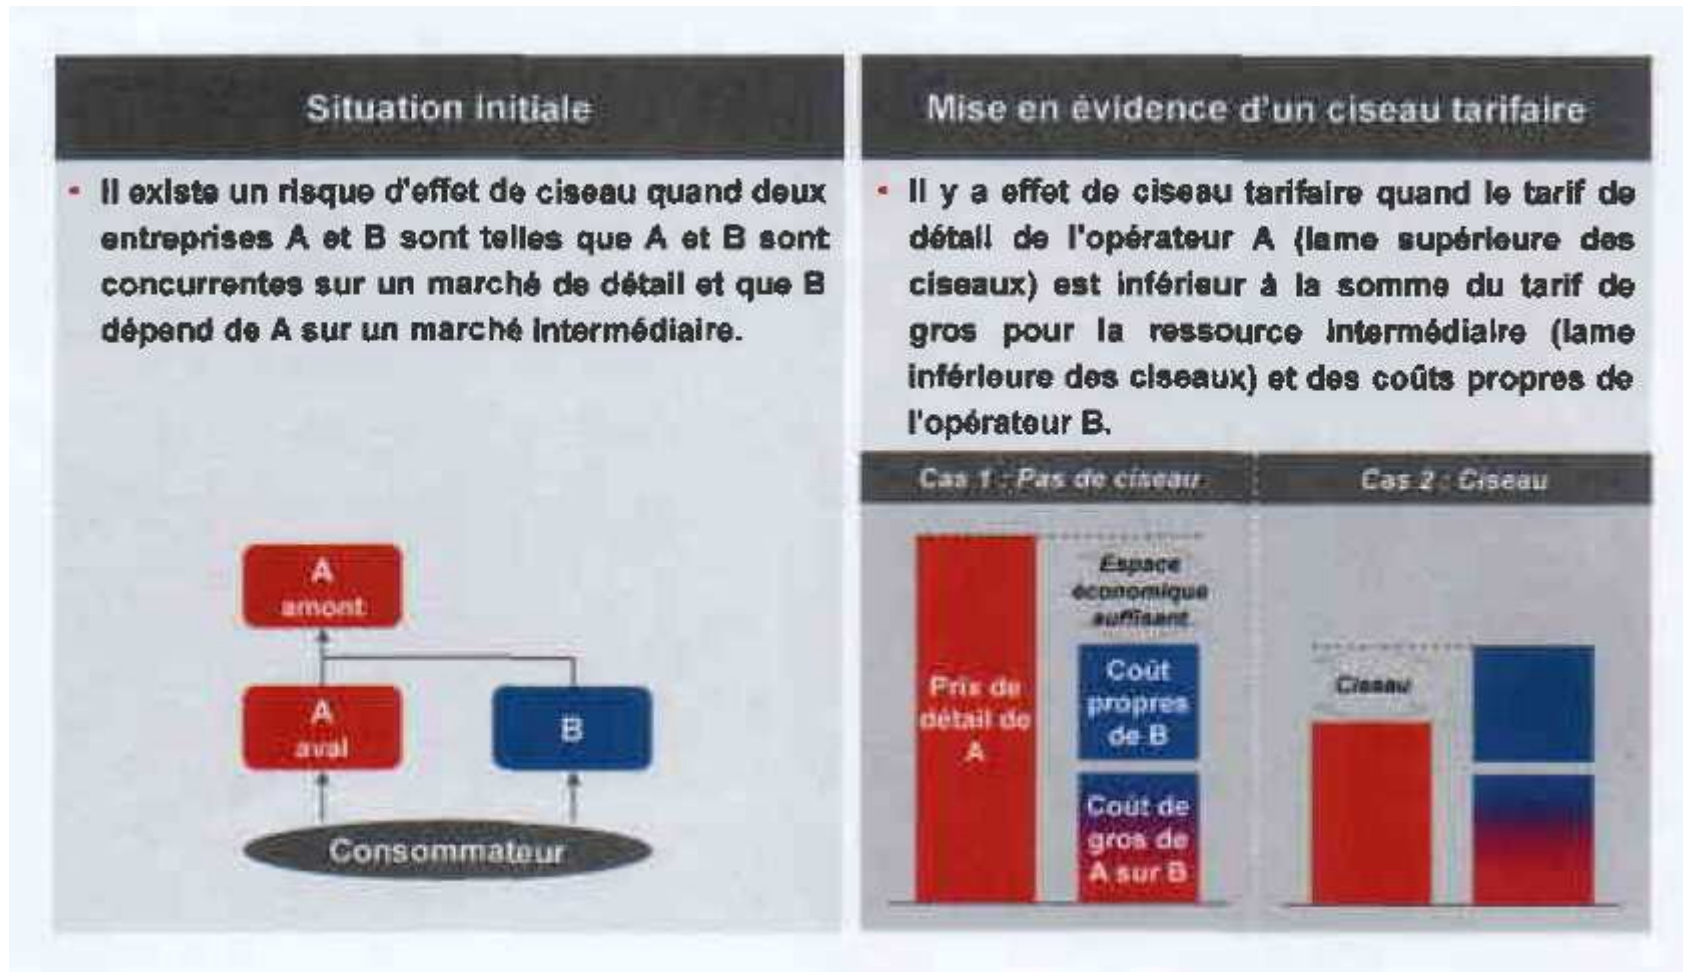 Situation initiale
• Il existe un risque d'effet de ciseau quand deux
entreprises A et B sont telles que A et B sont
concurrentes sur un marché de détail et que B
dépend de A sur un marché intermédiaire.
A
amont
A
aval
B
Consommateur
Mise en évidence d'un ciseau tarifaire
• Il y a effet de ciseau tarifaire quand le tarif de
détail de l'opérateur A (lame supérieure des
ciseaux) est inférieur à la somme du tarif de
gros pour la ressource intermédiaire (lame
inférieure des ciseaux) et des coûts propres de
l'opérateur B.
Cas 1 : Pas de ciseau
Prix de
détail de
A
Espace
économique
suffisant
Coût
propres
de B
Coût de
gros de
A sur B
Cas 2 : Ciseau
Ciseau